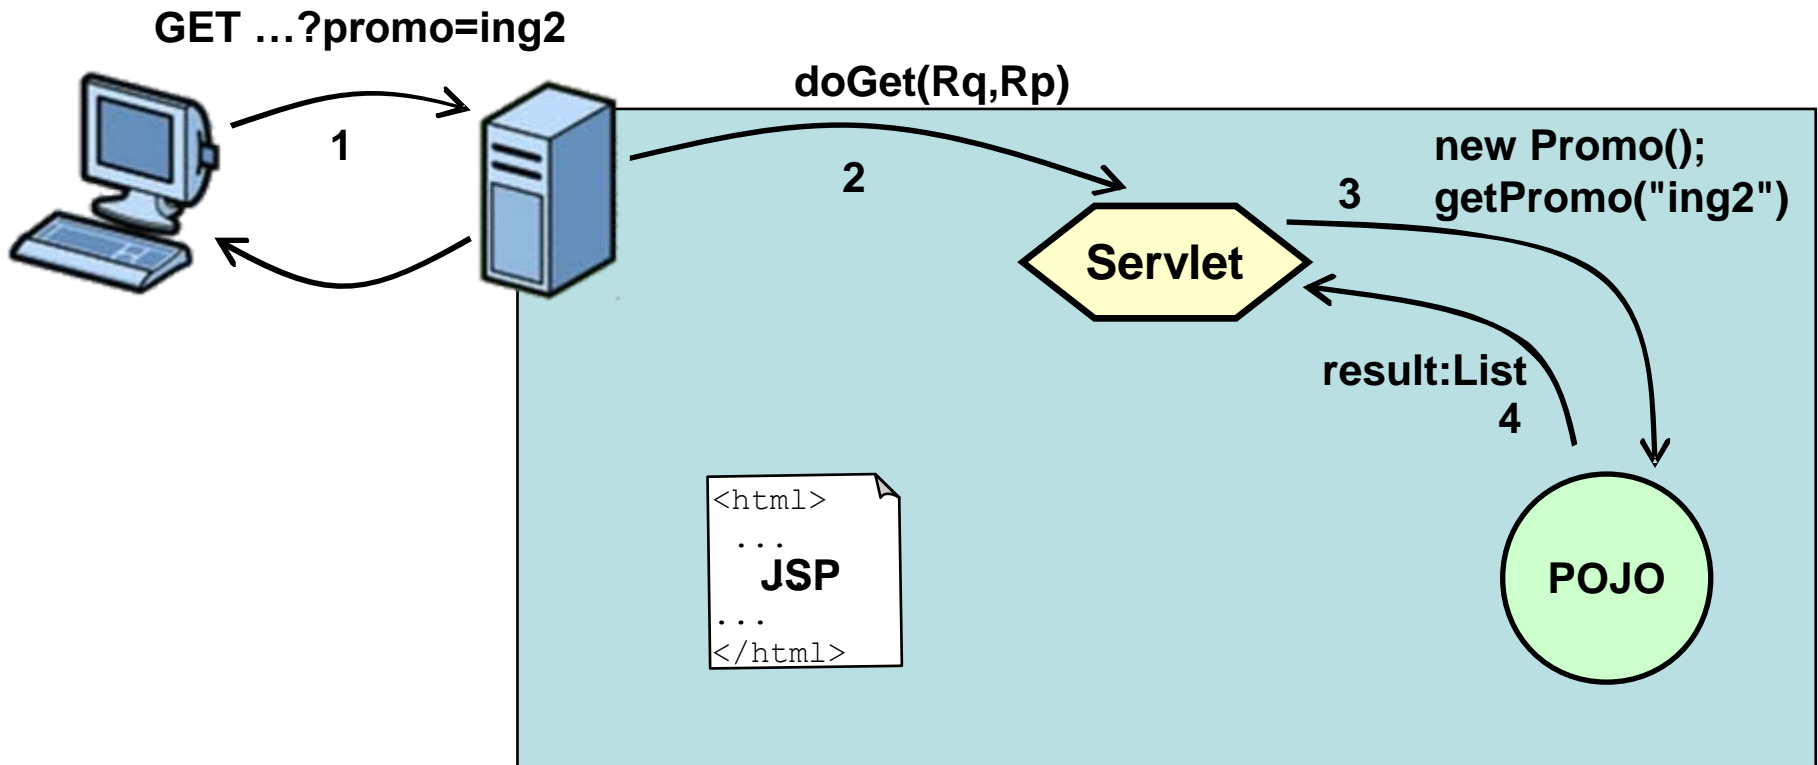 GET …?promo=ing2
doGet(Rq,Rp)
1
2
3
new Promo();
getPromo("ing2")
Servlet
result:List
4
<html>
...
JSP
...
</html>
POJO